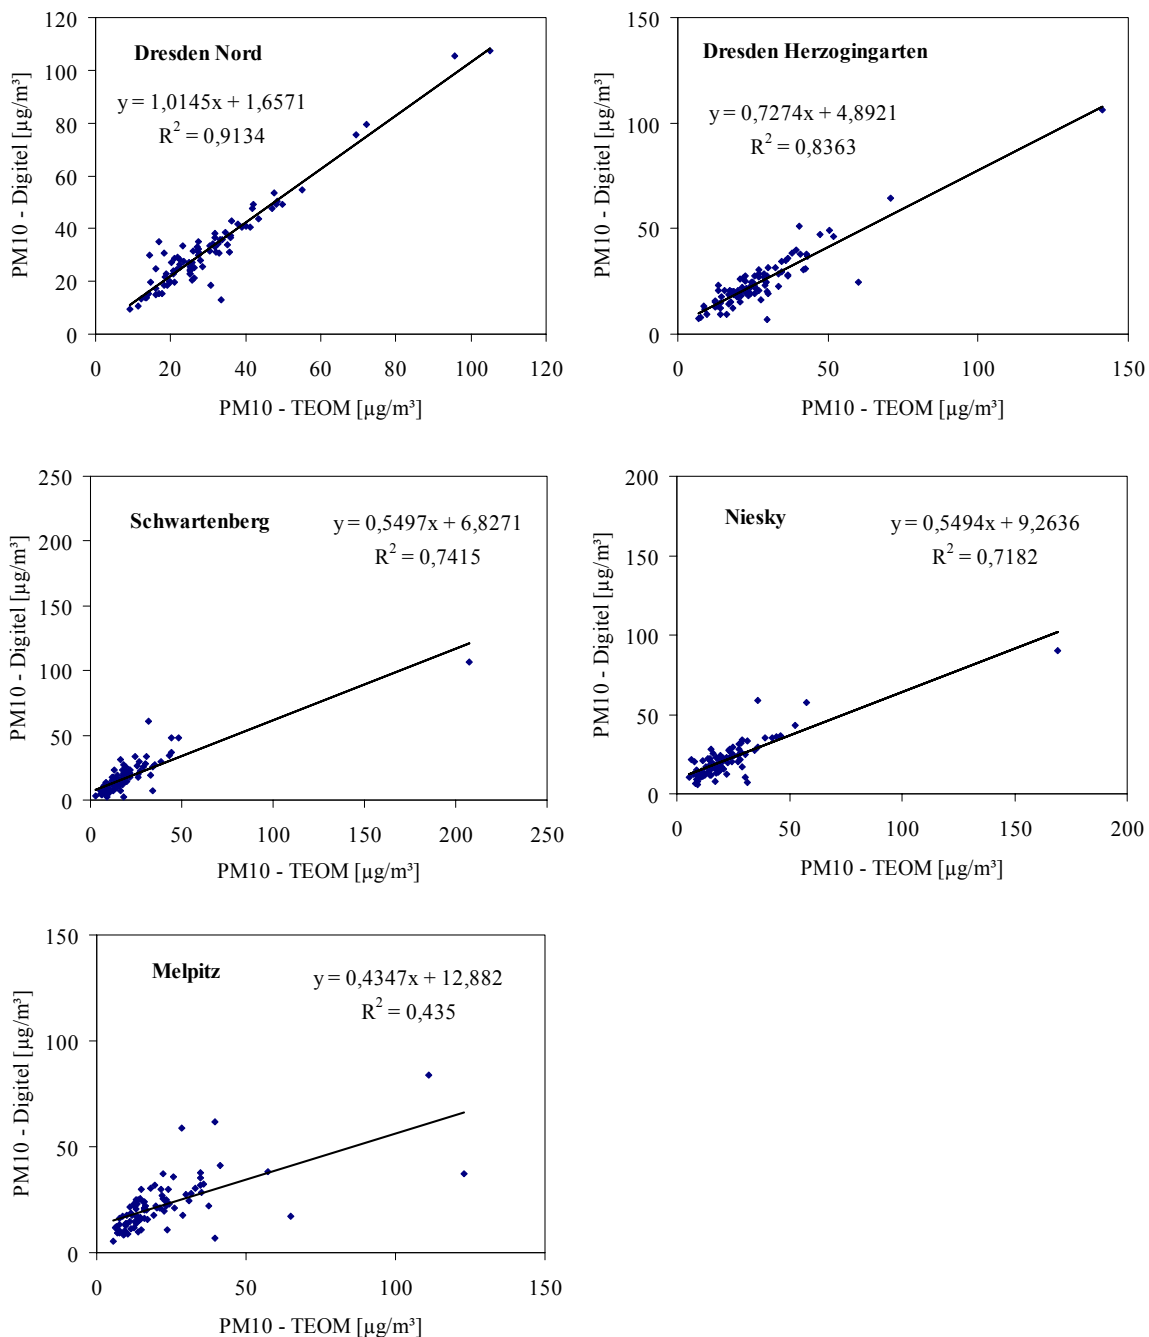 Dresden Nord
y = 1,0145x + 1,6571
R² = 0,9134
PM10 - Digitel [µg/m³]
120
100
80
60
40
20
0
0 20 40 60 80 100 120
PM10 - TEOM [µg/m³]
Dresden Herzogingarten
y = 0,7274x + 4,8921
R² = 0,8363
PM10 - Digitel [µg/m³]
150
100
50
0
0 50 100 150
PM10 - TEOM [µg/m³]
Schwartenberg
y = 0,5497x + 6,8271
R² = 0,7415
PM10 - Digitel [µg/m³]
250
200
150
100
50
0
0 50 100 150 200 250
PM10 - TEOM [µg/m³]
Niesky
y = 0,5494x + 9,2636
R² = 0,7182
PM10 - Digitel [µg/m³]
200
150
100
50
0
0 50 100 150 200
PM10 - TEOM [µg/m³]
Melpitz
y = 0,4347x + 12,882
R² = 0,435
PM10 - Digitel [µg/m³]
150
100
50
0
0 50 100 150
PM10 - TEOM [µg/m³]